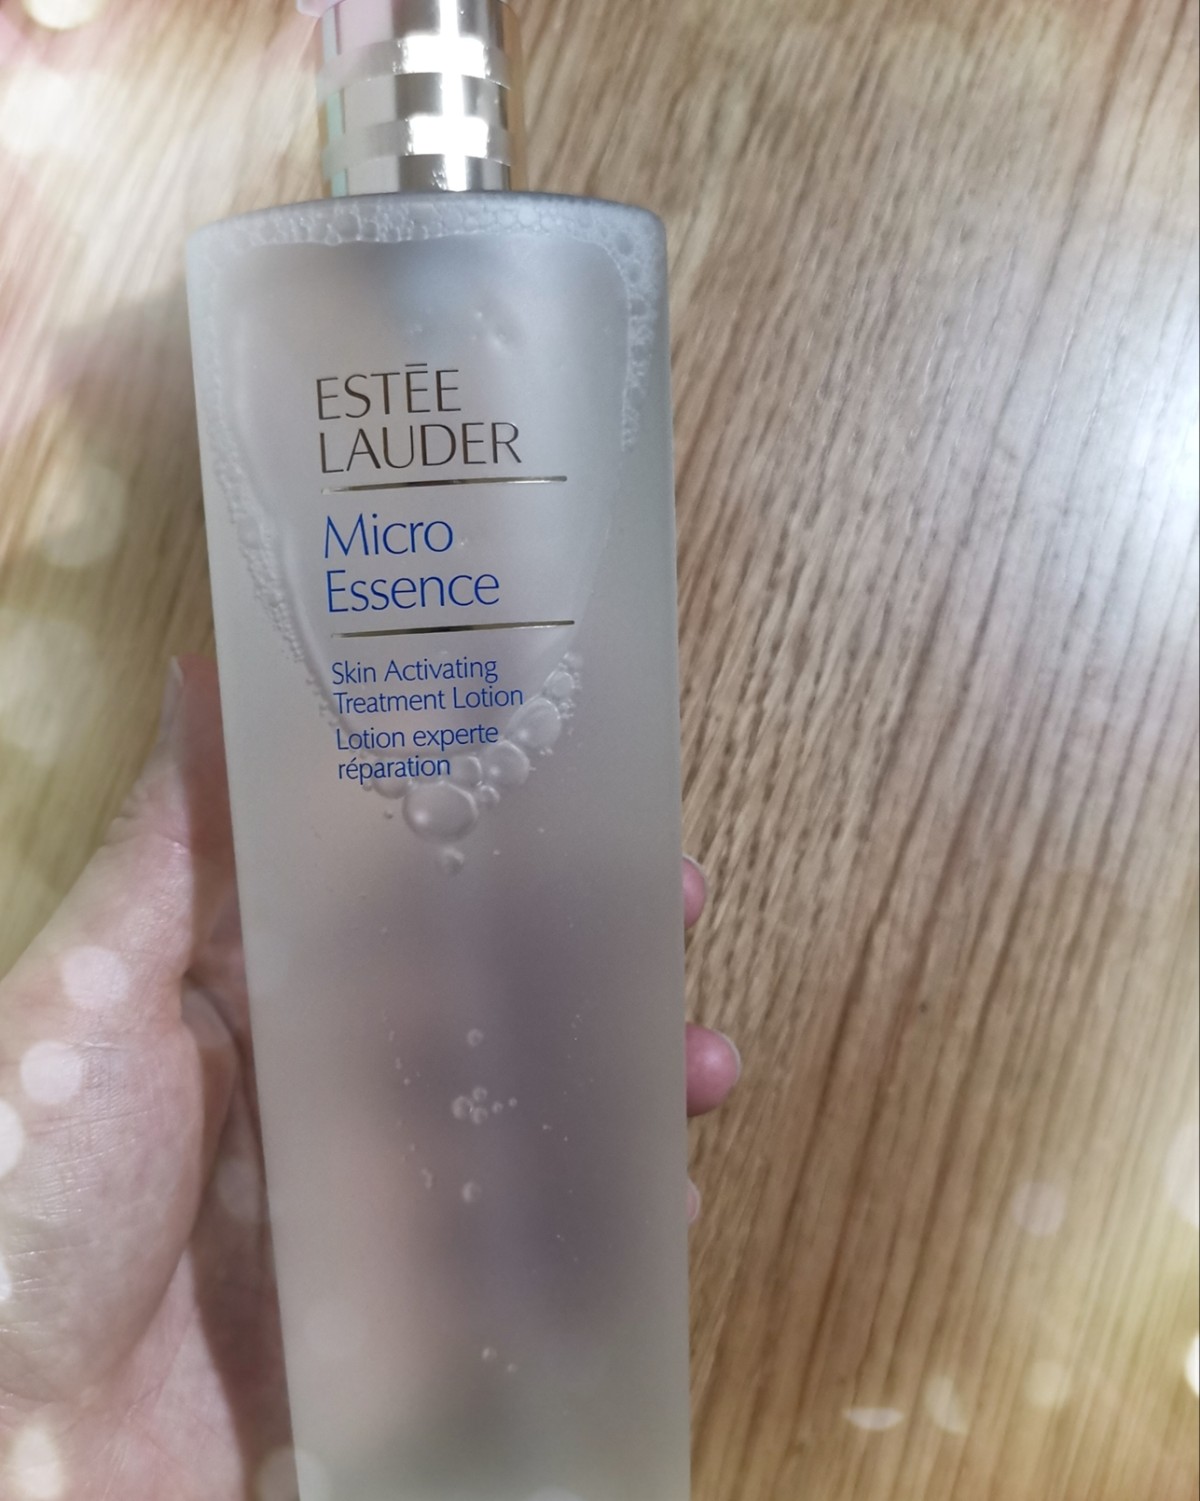 ESTĒE
LAUDER
Micro
Essence
Skin Activating
Treatment Lotion
Lotion experte
réparation